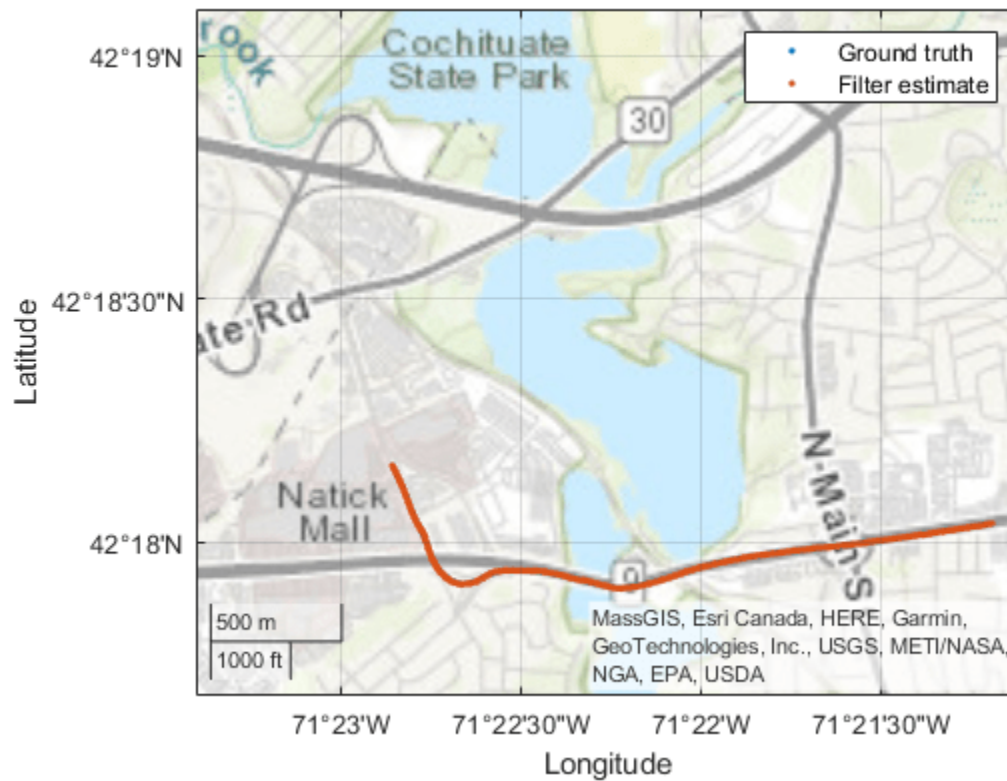 rook
Cochituate
State Park
Ground truth
Filter estimate
30
42°19'N
42°18'30"N
42°18'N
Latitude
ate Rd
Natick
Mall
N-Main-S
9
500 m
1000 ft
MassGIS, Esri Canada, HERE, Garmin,
GeoTechnologies, Inc., USGS, METI/NASA,
NGA, EPA, USDA
71°23'W
71°22'30"W
71°22'W
71°21'30"W
Longitude